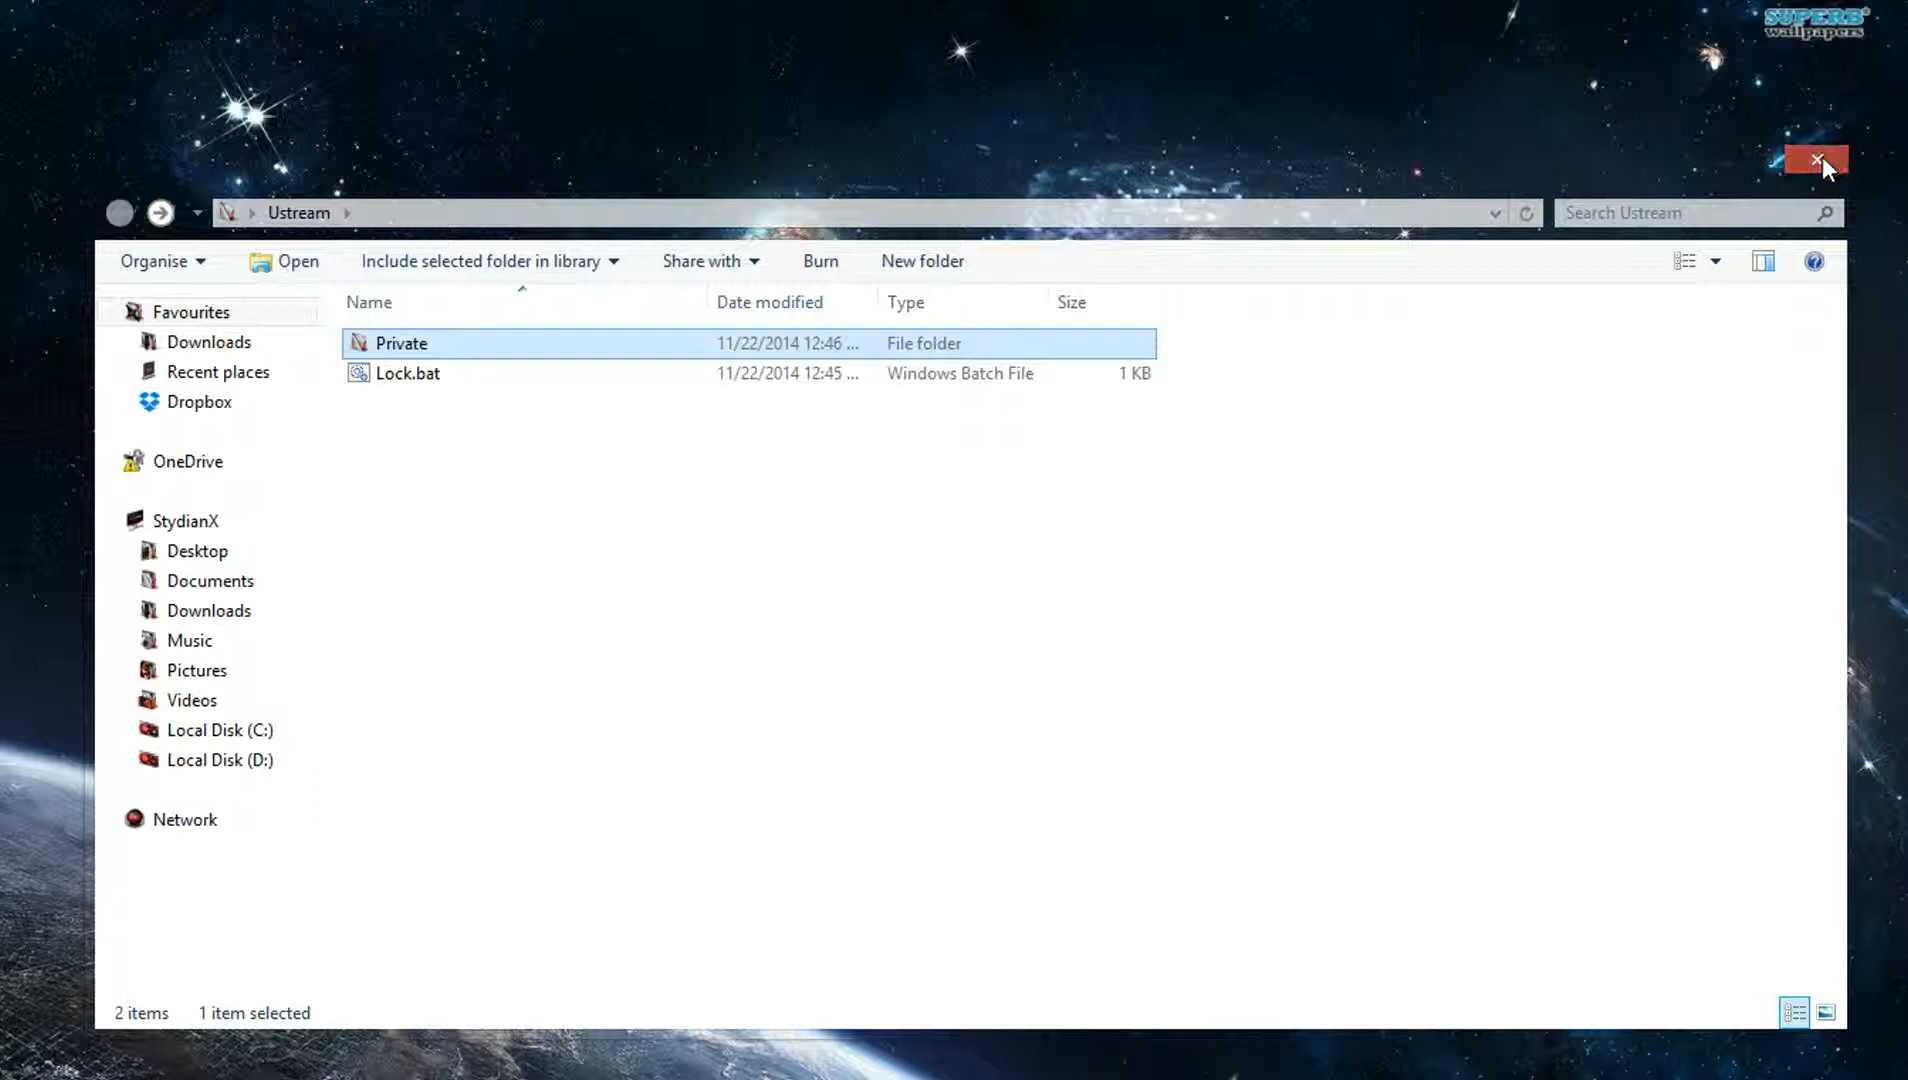 SUPERB
wallpapers
Ustream
Search Ustream
Organise
Open
Include selected folder in library
Share with
Burn
New folder
Name
Date modified
Type
Size
Favourites
Downloads
Recent places
Dropbox
OneDrive
StydianX
Desktop
Documents
Downloads
Music
Pictures
Videos
Local Disk (C:)
Local Disk (D:)
Network
Private 11/22/2014 12:46 ... File folder
Lock.bat 11/22/2014 12:45 ... Windows Batch File 1 KB
2 items 1 item selected